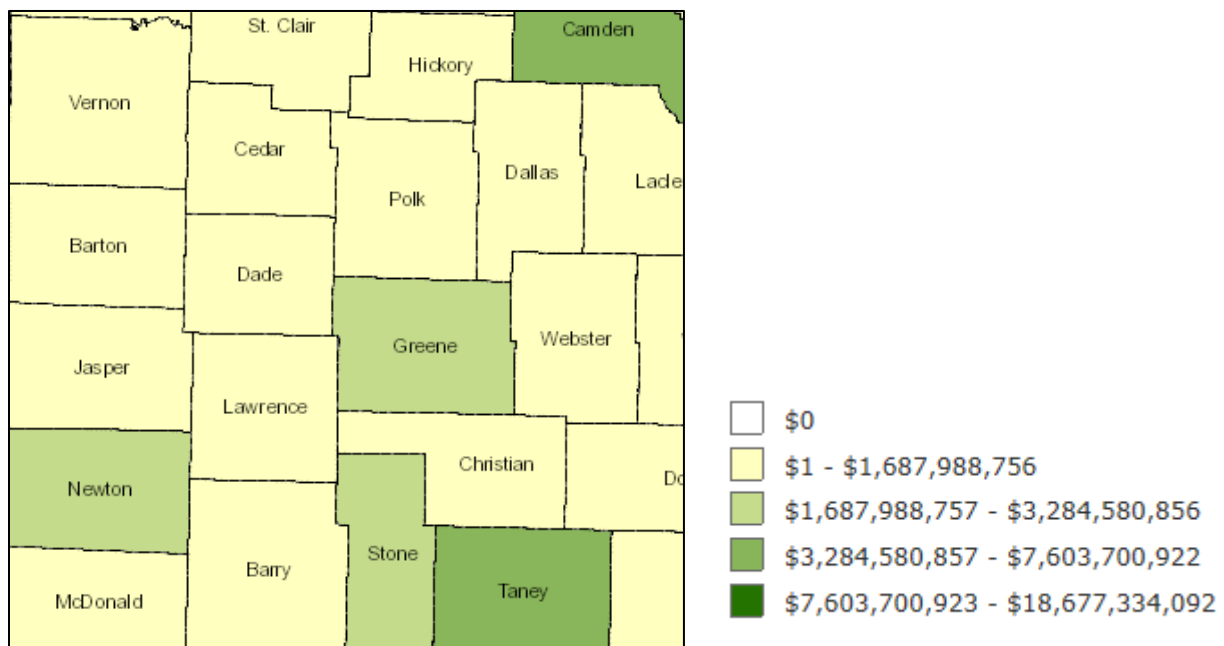 St. Clair
Camden
Hickory
Vernon
Cedar
Dallas
Lacle
Polk
Barton
Dade
Webster
Greene
Jasper
Lawrence
Christian
Do
Newton
Stone
Barry
Taney
McDonald
$0
$1 - $1,687,988,756
$1,687,988,757 - $3,284,580,856
$3,284,580,857 - $7,603,700,922
$7,603,700,923 - $18,677,334,092